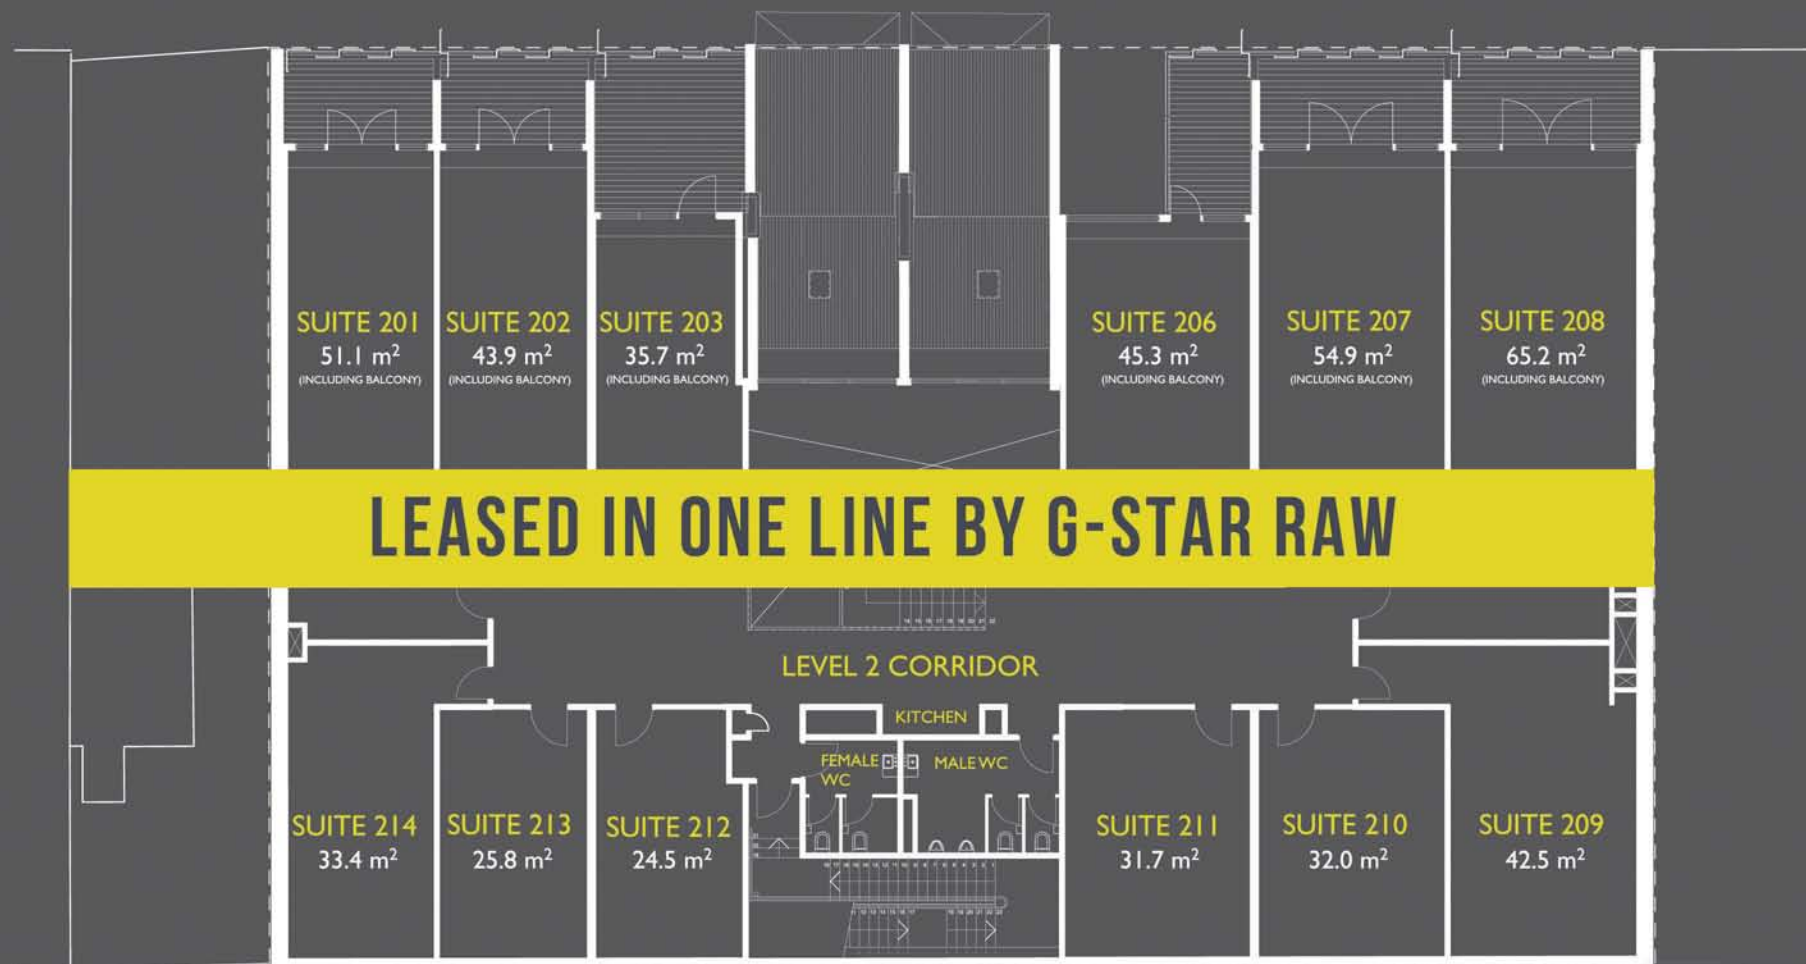 SUITE 201
51.1 m²
(INCLUDING BALCONY)
SUITE 202
43.9 m²
(INCLUDING BALCONY)
SUITE 203
35.7 m²
(INCLUDING BALCONY)
SUITE 206
45.3 m²
(INCLUDING BALCONY)
SUITE 207
54.9 m²
(INCLUDING BALCONY)
SUITE 208
65.2 m²
(INCLUDING BALCONY)
LEASED IN ONE LINE BY G-STAR RAW
LEVEL 2 CORRIDOR
KITCHEN
FEMALE
WC
MALE WC
SUITE 214
33.4 m²
SUITE 213
25.8 m²
SUITE 212
24.5 m²
SUITE 211
31.7 m²
SUITE 210
32.0 m²
SUITE 209
42.5 m²